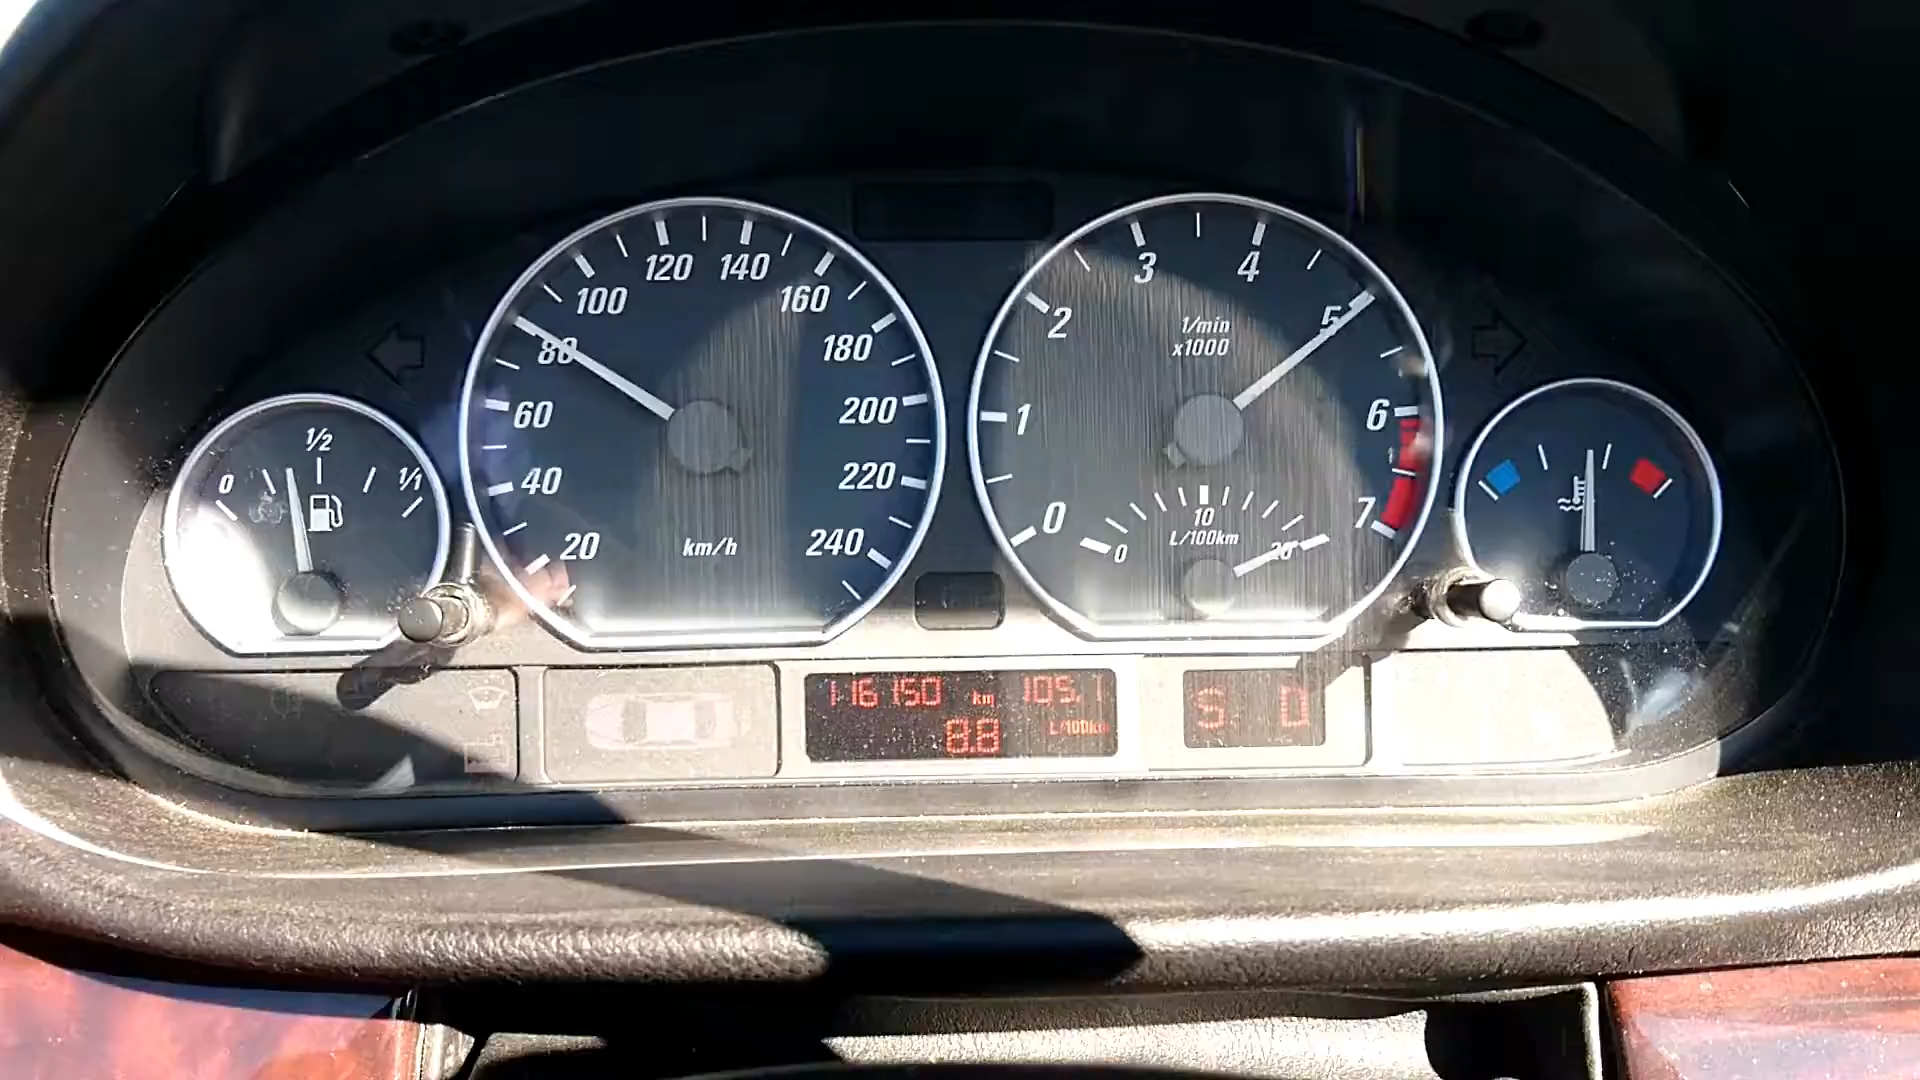 0 1/2 1/1
20 40 60 80 100 120 140 160 180 200 220 240
km/h
0 1 2 3 4 5 6 7
1/min
x1000
0 10 20
L/100km
116150 km 105.1
8.8 L/100km
S D